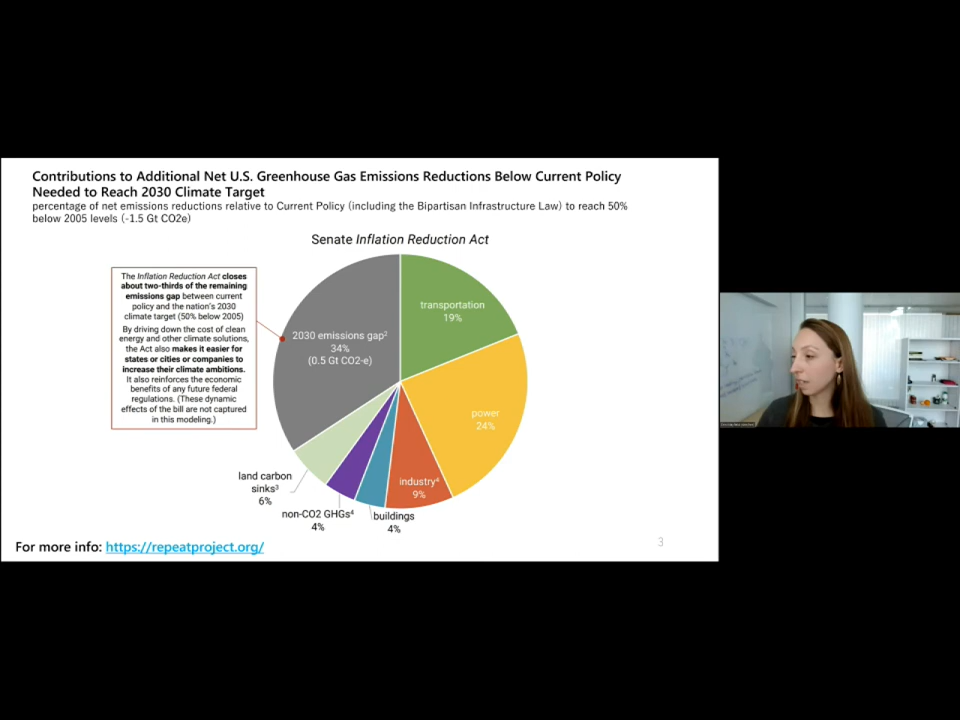 Contributions to Additional Net U.S. Greenhouse Gas Emissions Reductions Below Current Policy
Needed to Reach 2030 Climate Target
percentage of net emissions reductions relative to Current Policy (including the Bipartisan Infrastructure Law) to reach 50%
below 2005 levels (-1.5 Gt CO2e)
Senate Inflation Reduction Act
The Inflation Reduction Act closes
about two-thirds of the remaining
emissions gap between current
policy and the nation's 2030
climate target (50% below 2005)
By driving down the cost of clean
energy and other climate solutions,
the Act also makes it easier for
states or cities or companies to
increase their climate ambitions.
It also reinforces the economic
benefits of any future federal
regulations. (These dynamic
effects of the bill are not captured
in this modeling.)
2030 emissions gap²
34%
(0.5 Gt CO2-e)
transportation
19%
power
24%
industry⁴
9%
buildings
4%
non-CO2 GHGs⁴
4%
land carbon
sinks³
6%
For more info: https://repeatproject.org/
3